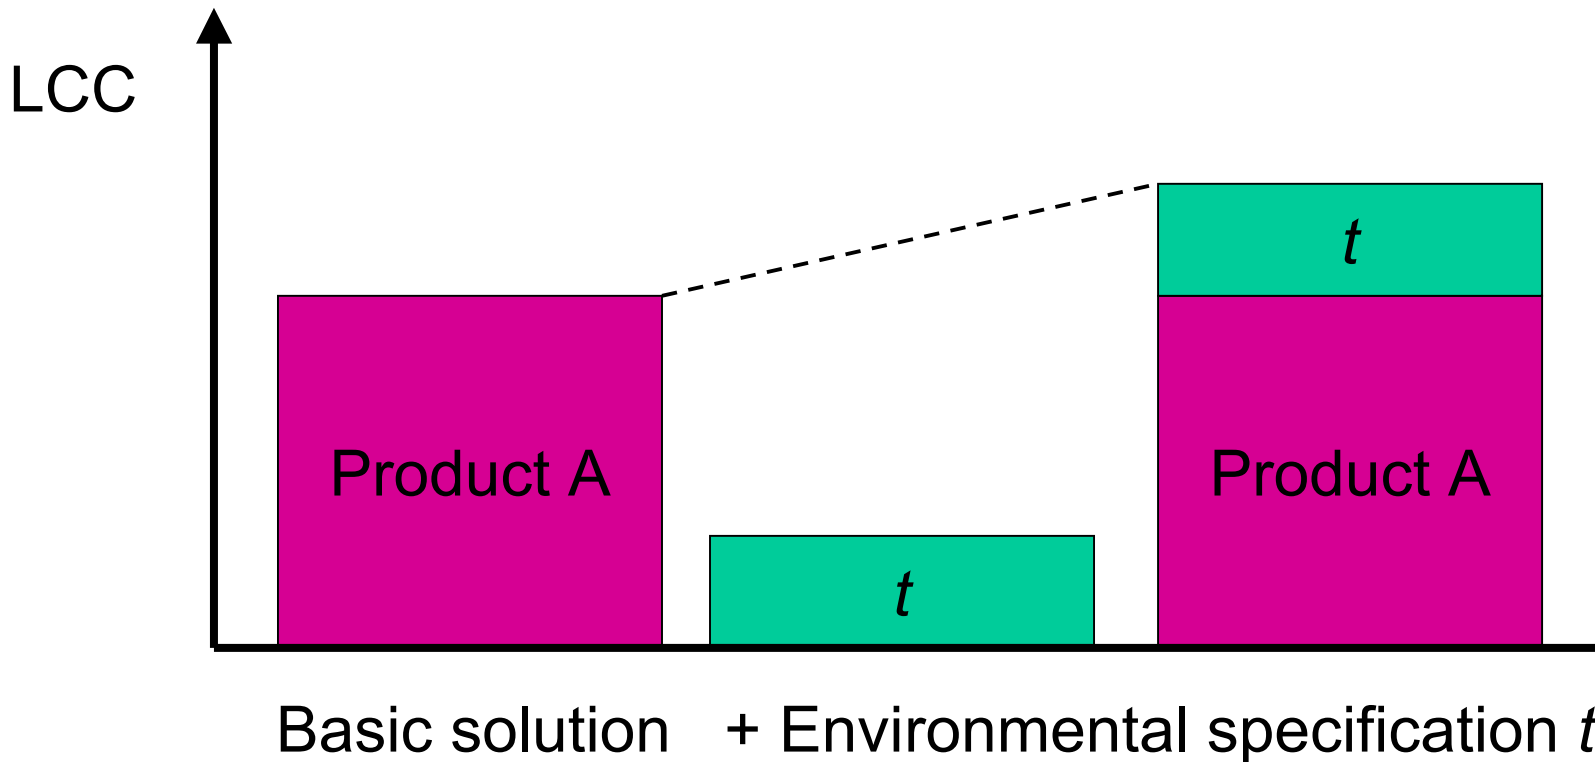 LCC
t
Product A
Product A
t
Basic solution + Environmental specification t